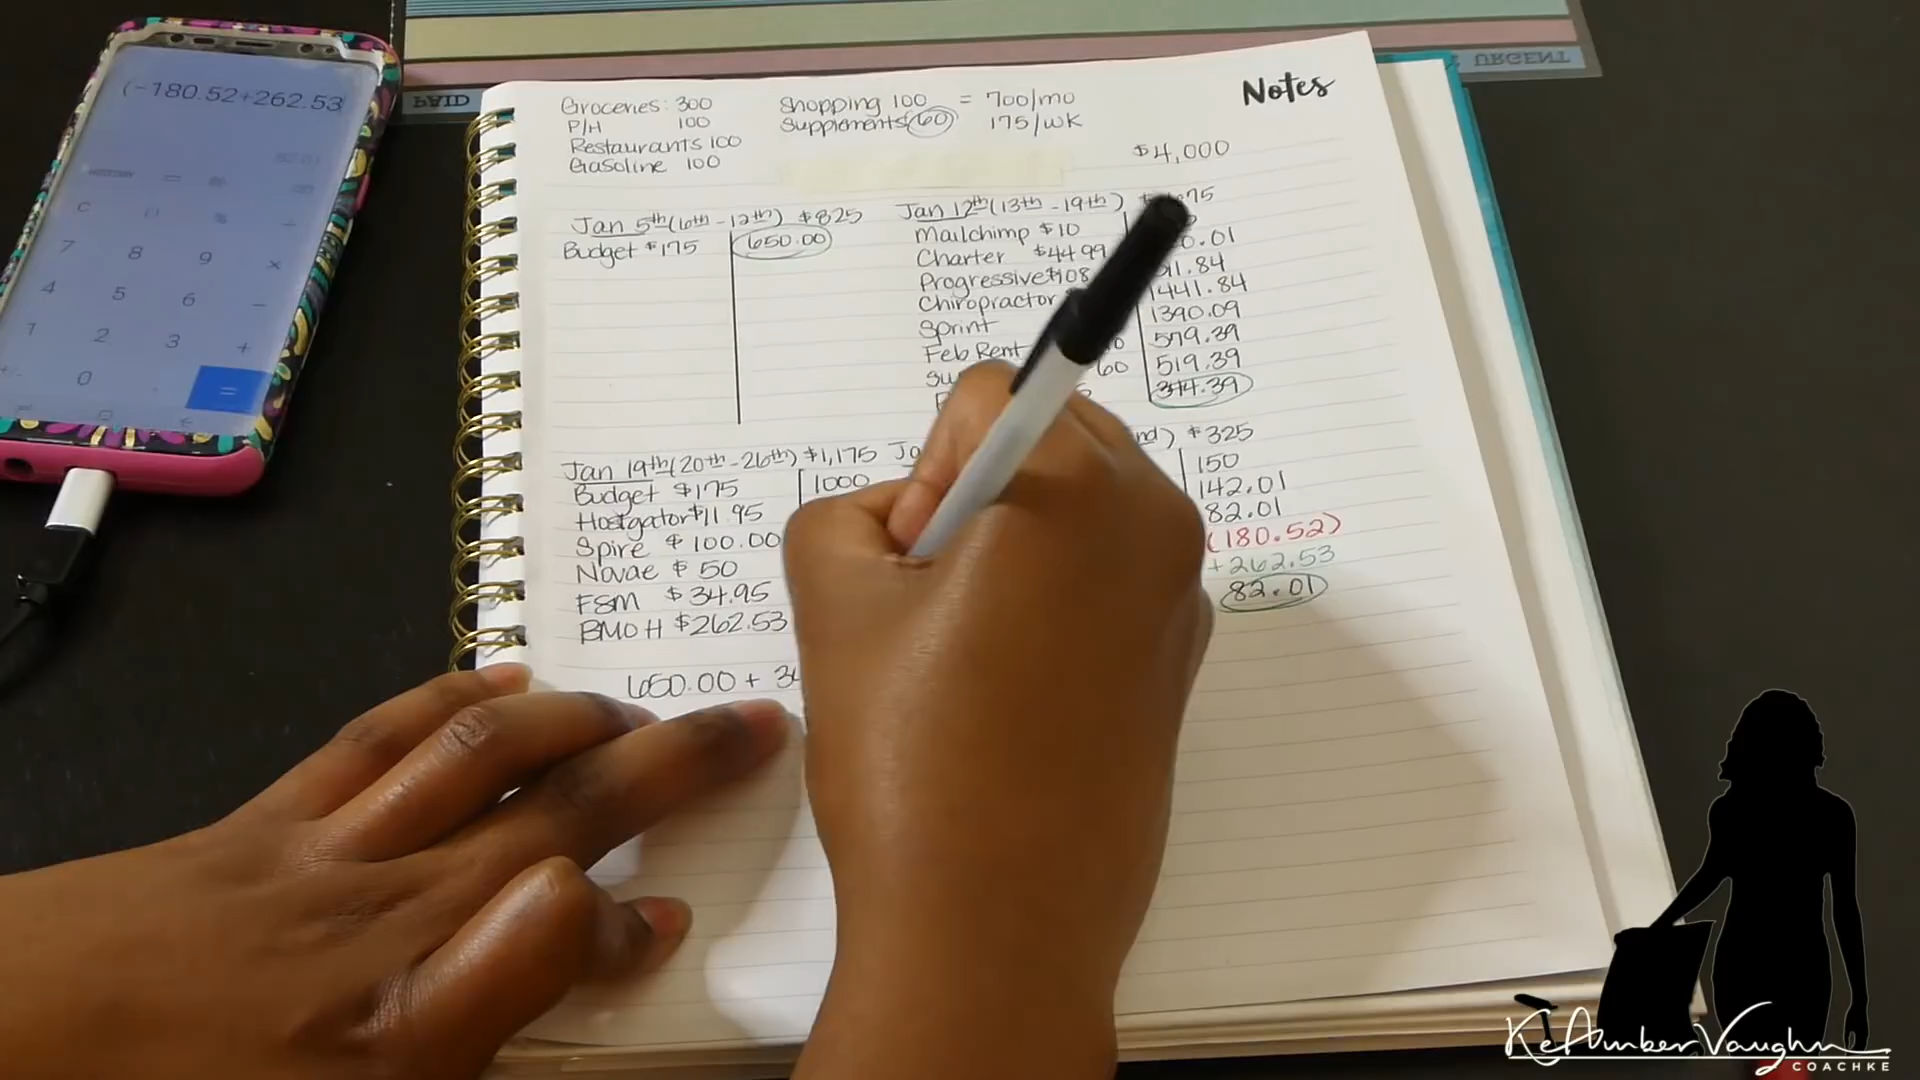 (-180.52+262.53
PAID
URGENT
Notes
Groceries: 300
P/H 100
Restaurants 100
Gasoline 100
Shopping 100 = 700/mo
Supplements 60 175/wk
$4,000
Jan 5th (6th - 12th) $825
Budget $175 650.00
Jan 12th (13th - 19th)
Mailchimp $10
Charter $44.99
Progressive $108
Chiropractor
Sprint
Feb Rent
60
1441.84
1390.09
579.39
519.39
344.39
Jan 19th (20th - 26th) $1,175
Budget $175 1000
Hostgator $11.95
Spire $100.00
Novae $50
FSM $34.95
BMO H $262.53
$325
150
142.01
82.01
(180.52)
+262.53
82.01
650.00 +
C ( ) %
7 8 9 ×
4 5 6 −
1 2 3 +
0 . =
KeAmber Vaughn
COACHKE